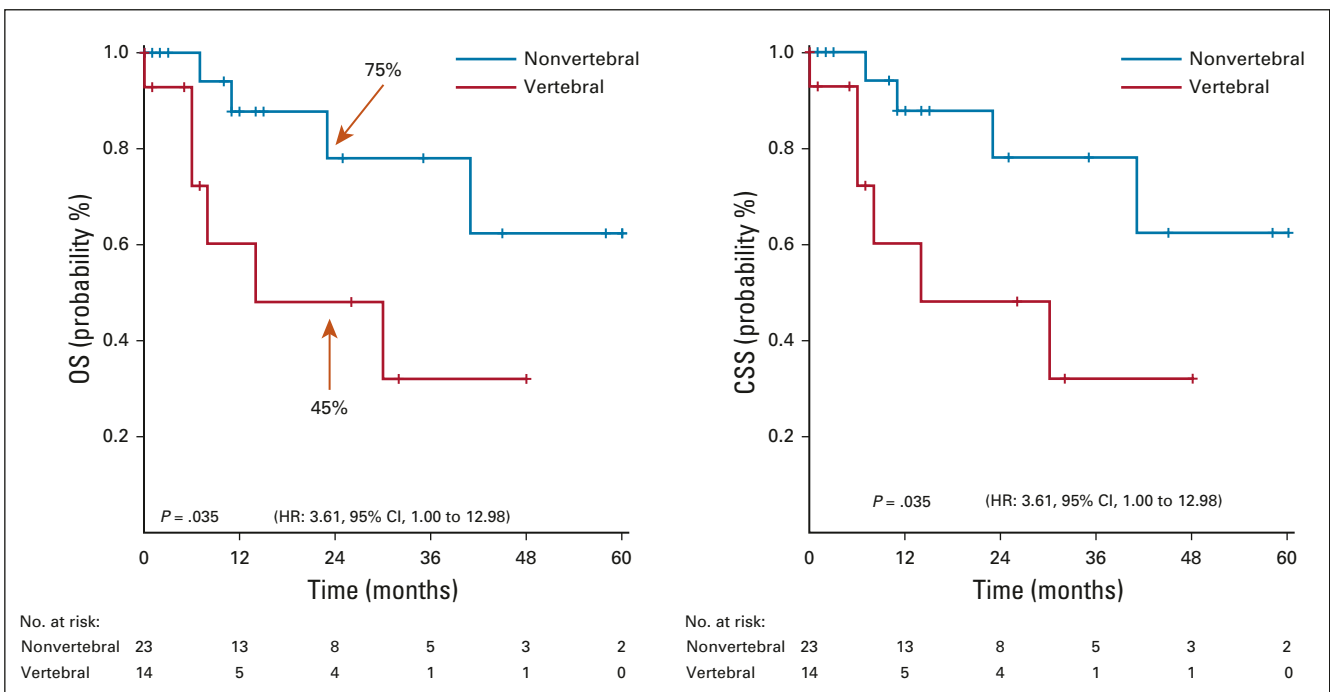 1.0
0.8
0.6
0.4
0.2
OS (probability %)
Nonvertebral
Vertebral
75%
45%
P = .035 (HR: 3.61, 95% CI, 1.00 to 12.98)
0 12 24 36 48 60
Time (months)
No. at risk:
Nonvertebral 23 13 8 5 3 2
Vertebral 14 5 4 1 1 0
1.0
0.8
0.6
0.4
0.2
CSS (probability %)
Nonvertebral
Vertebral
P = .035 (HR: 3.61, 95% CI, 1.00 to 12.98)
0 12 24 36 48 60
Time (months)
No. at risk:
Nonvertebral 23 13 8 5 3 2
Vertebral 14 5 4 1 1 0